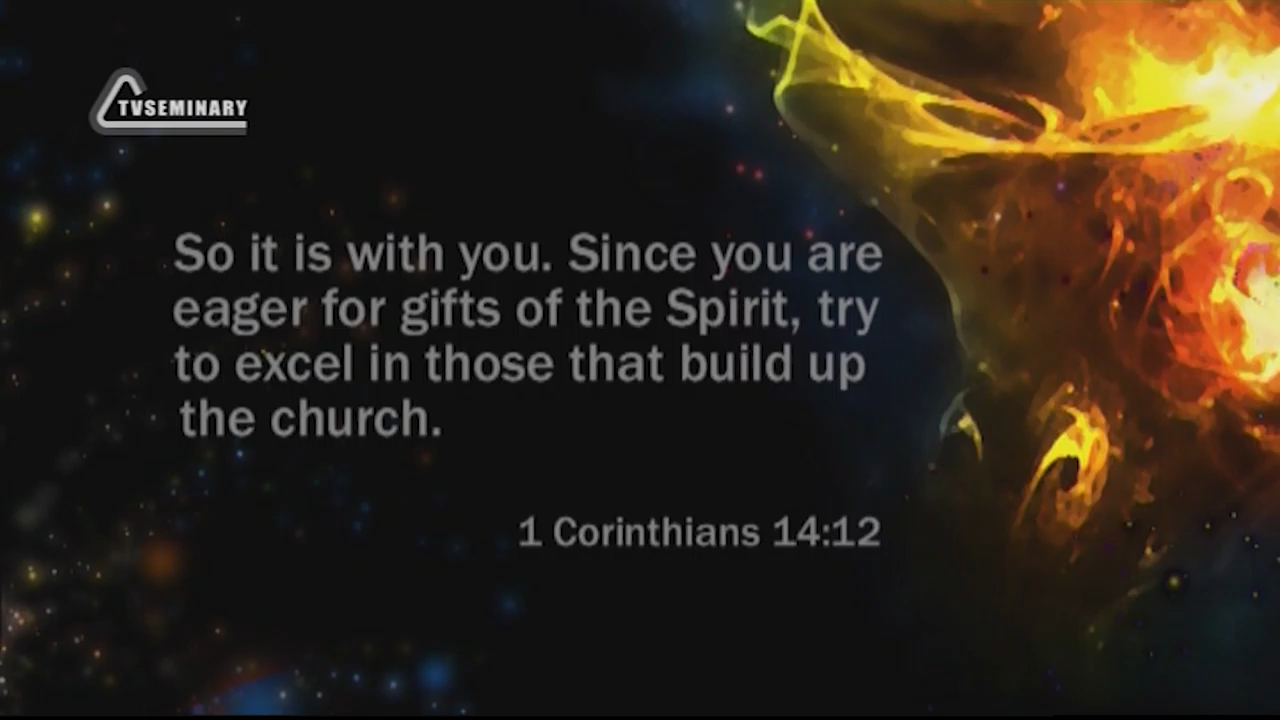 TVSEMINARY
So it is with you. Since you are
eager for gifts of the Spirit, try
to excel in those that build up
the church.
1 Corinthians 14:12